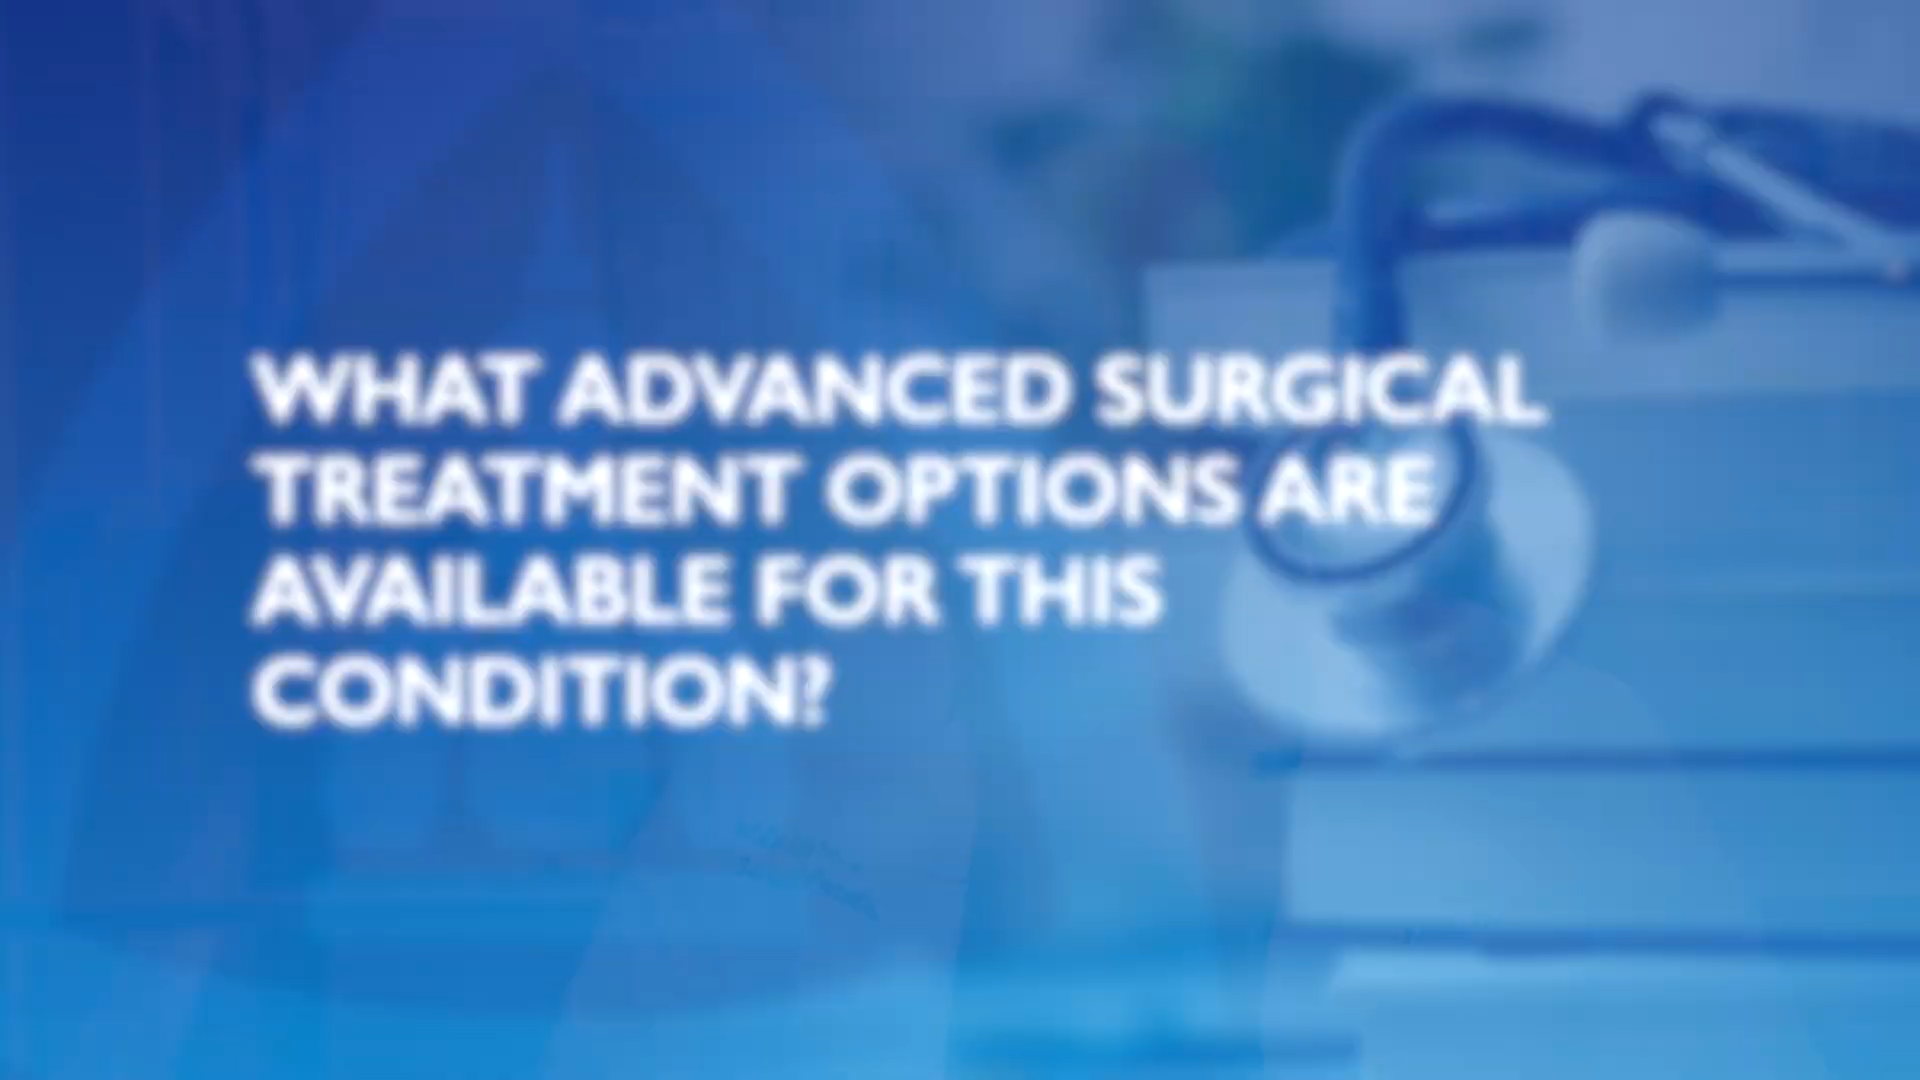 WHAT ADVANCED SURGICAL
TREATMENT OPTIONS ARE
AVAILABLE FOR THIS
CONDITION?